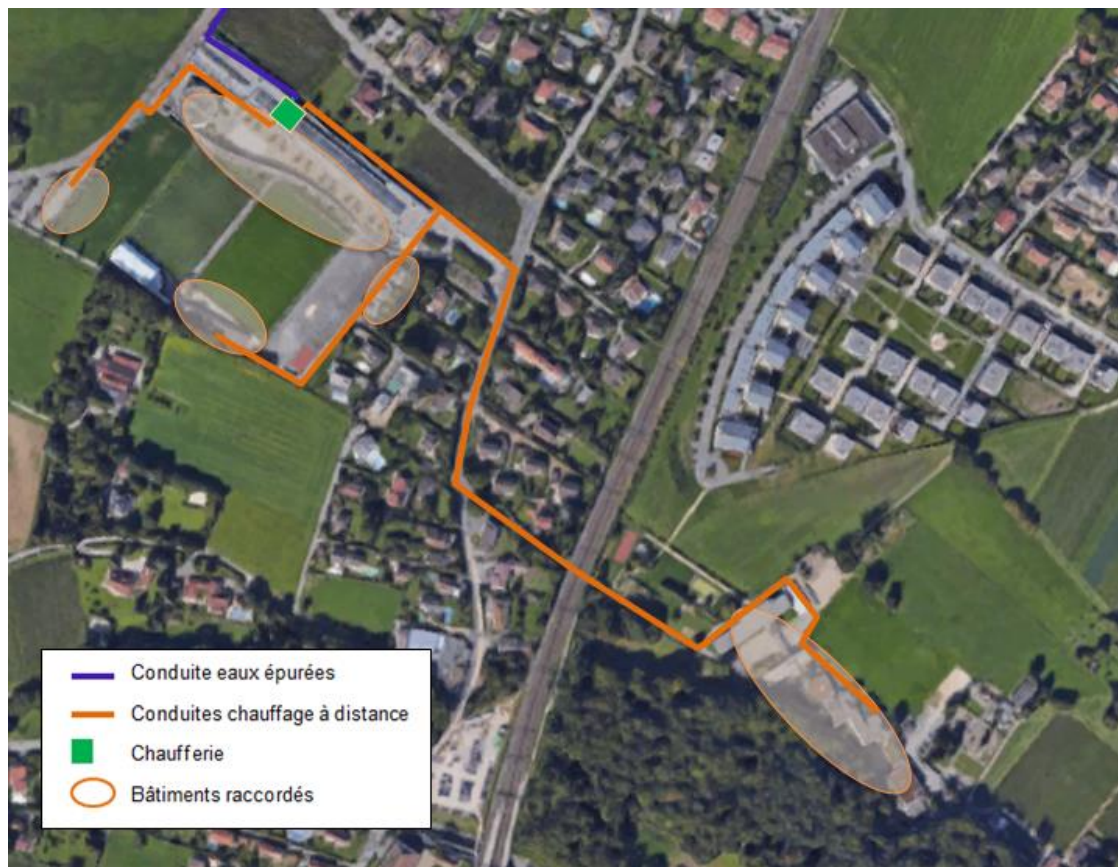 Conduite eaux épurées
Conduites chauffage à distance
Chaufferie
Bâtiments raccordés